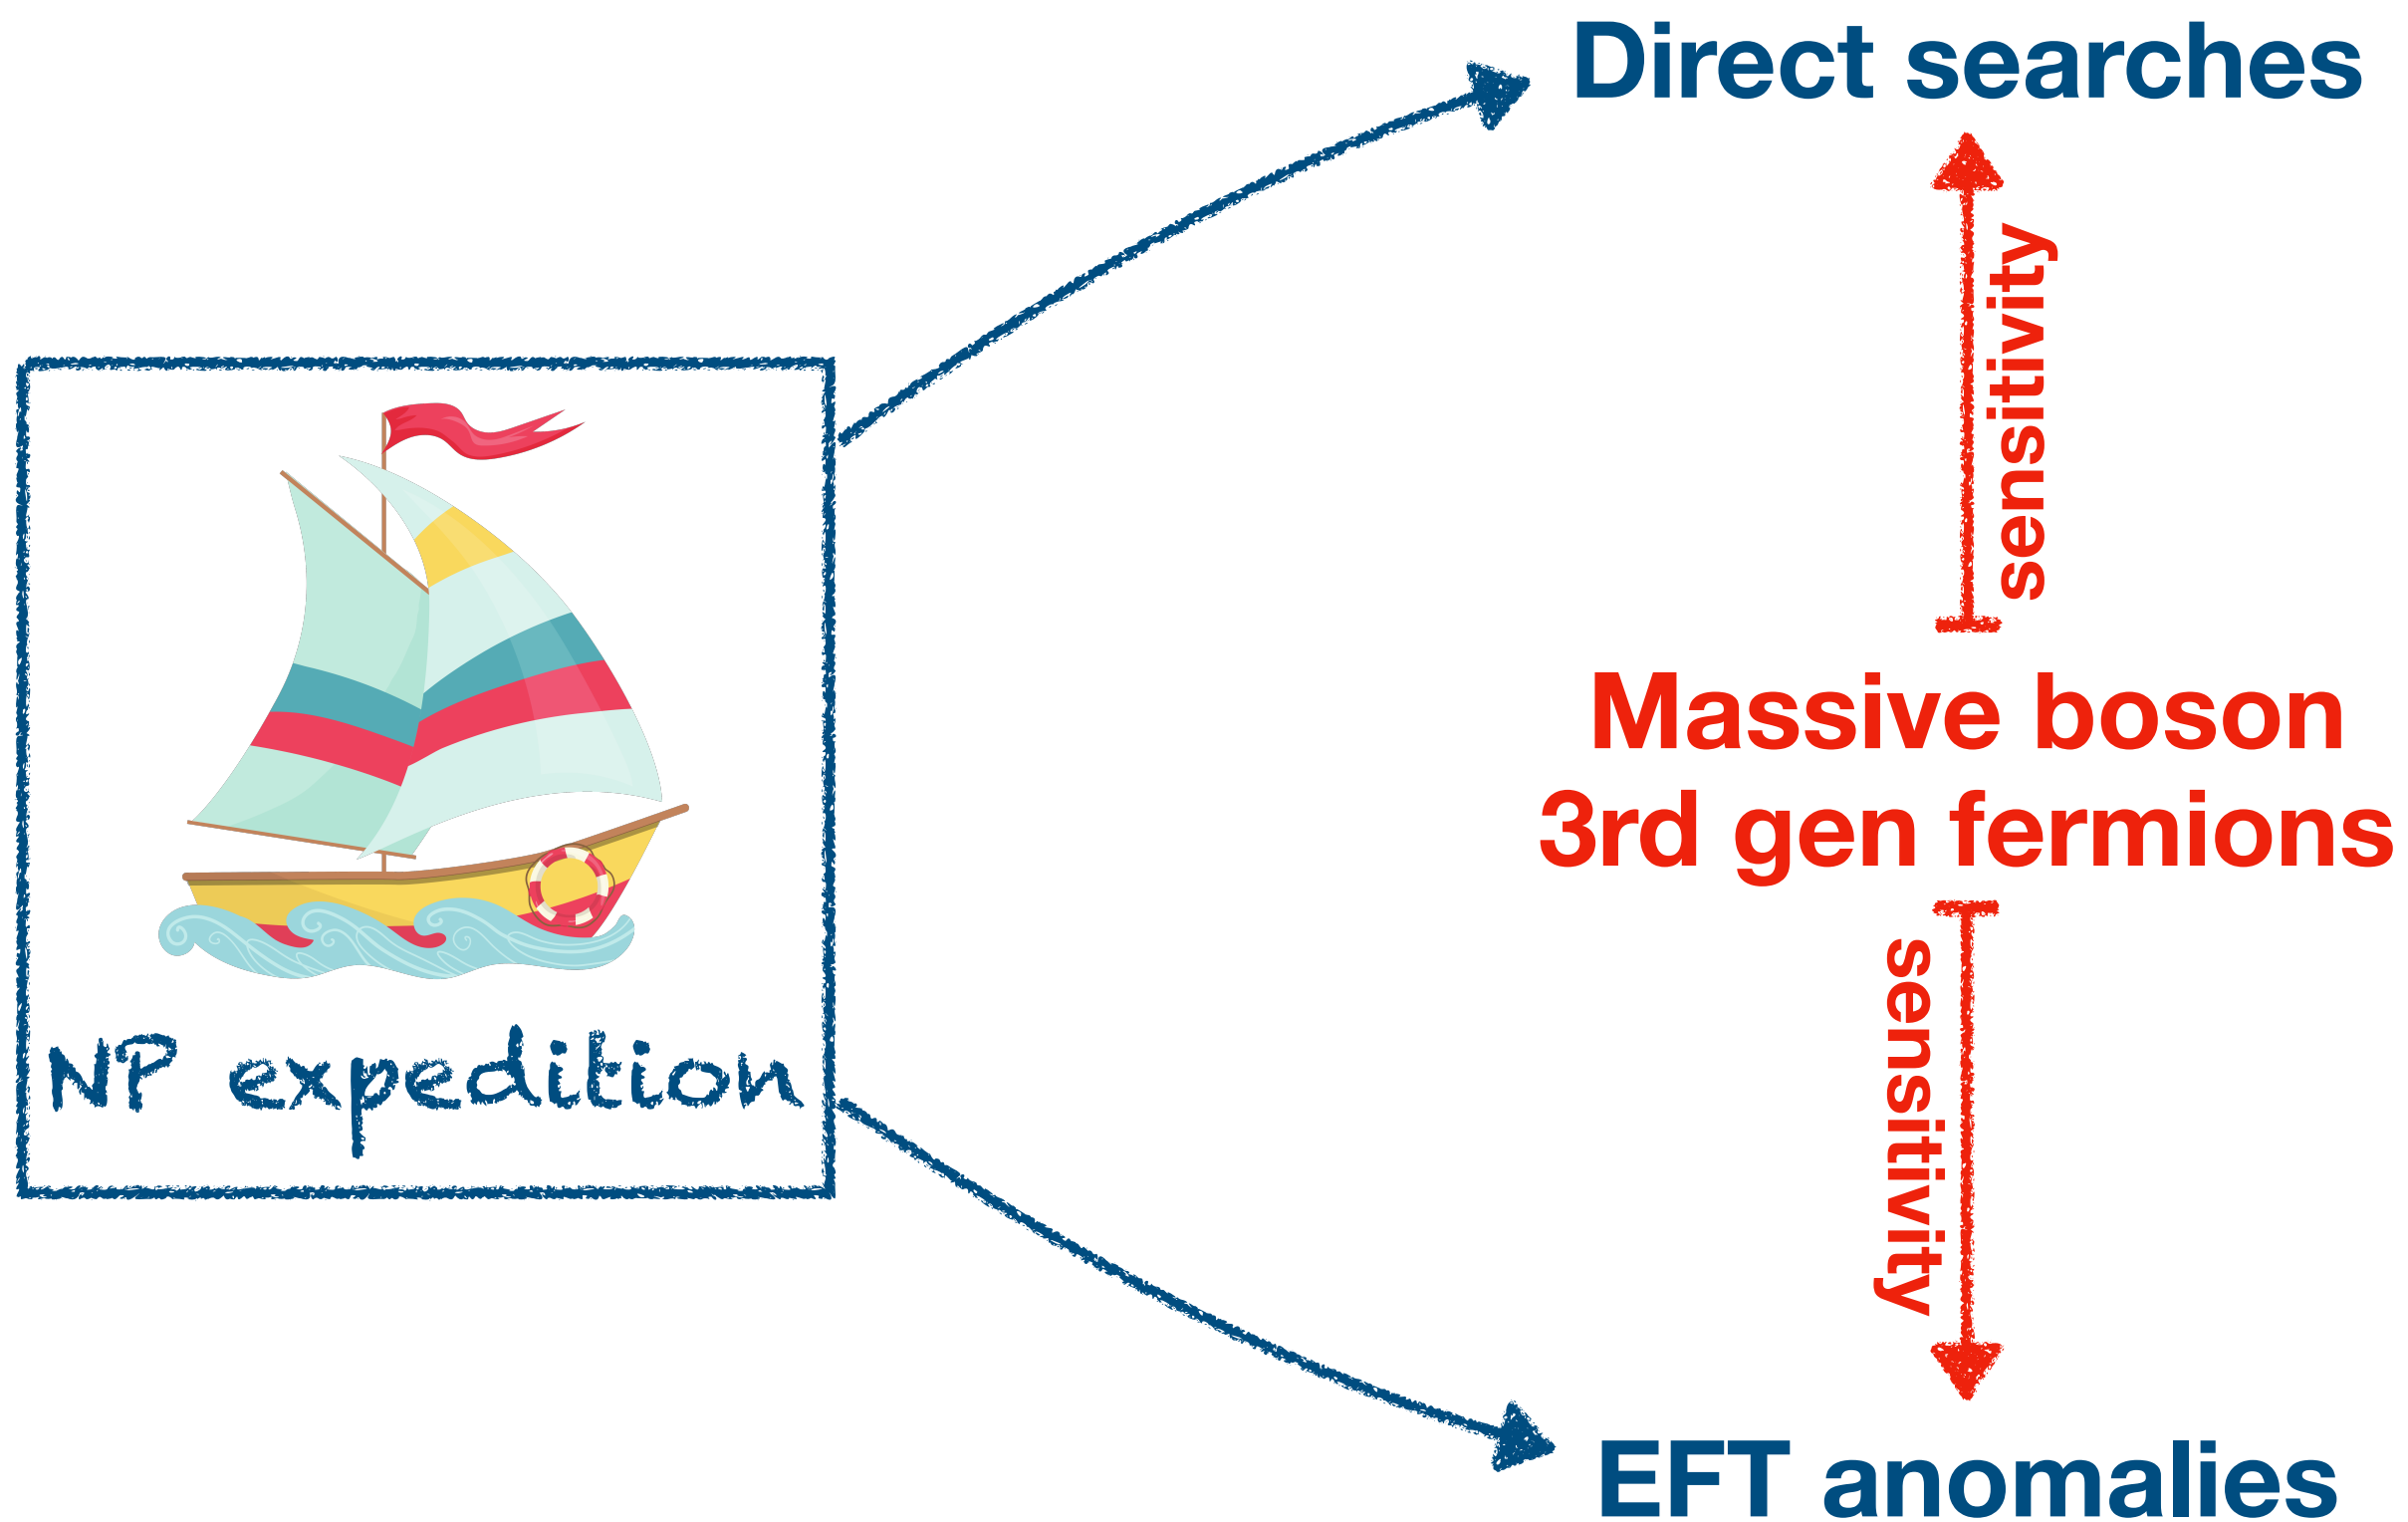 Direct searches
sensitivity
Massive boson
3rd gen fermions
sensitivity
NP expedition
EFT anomalies